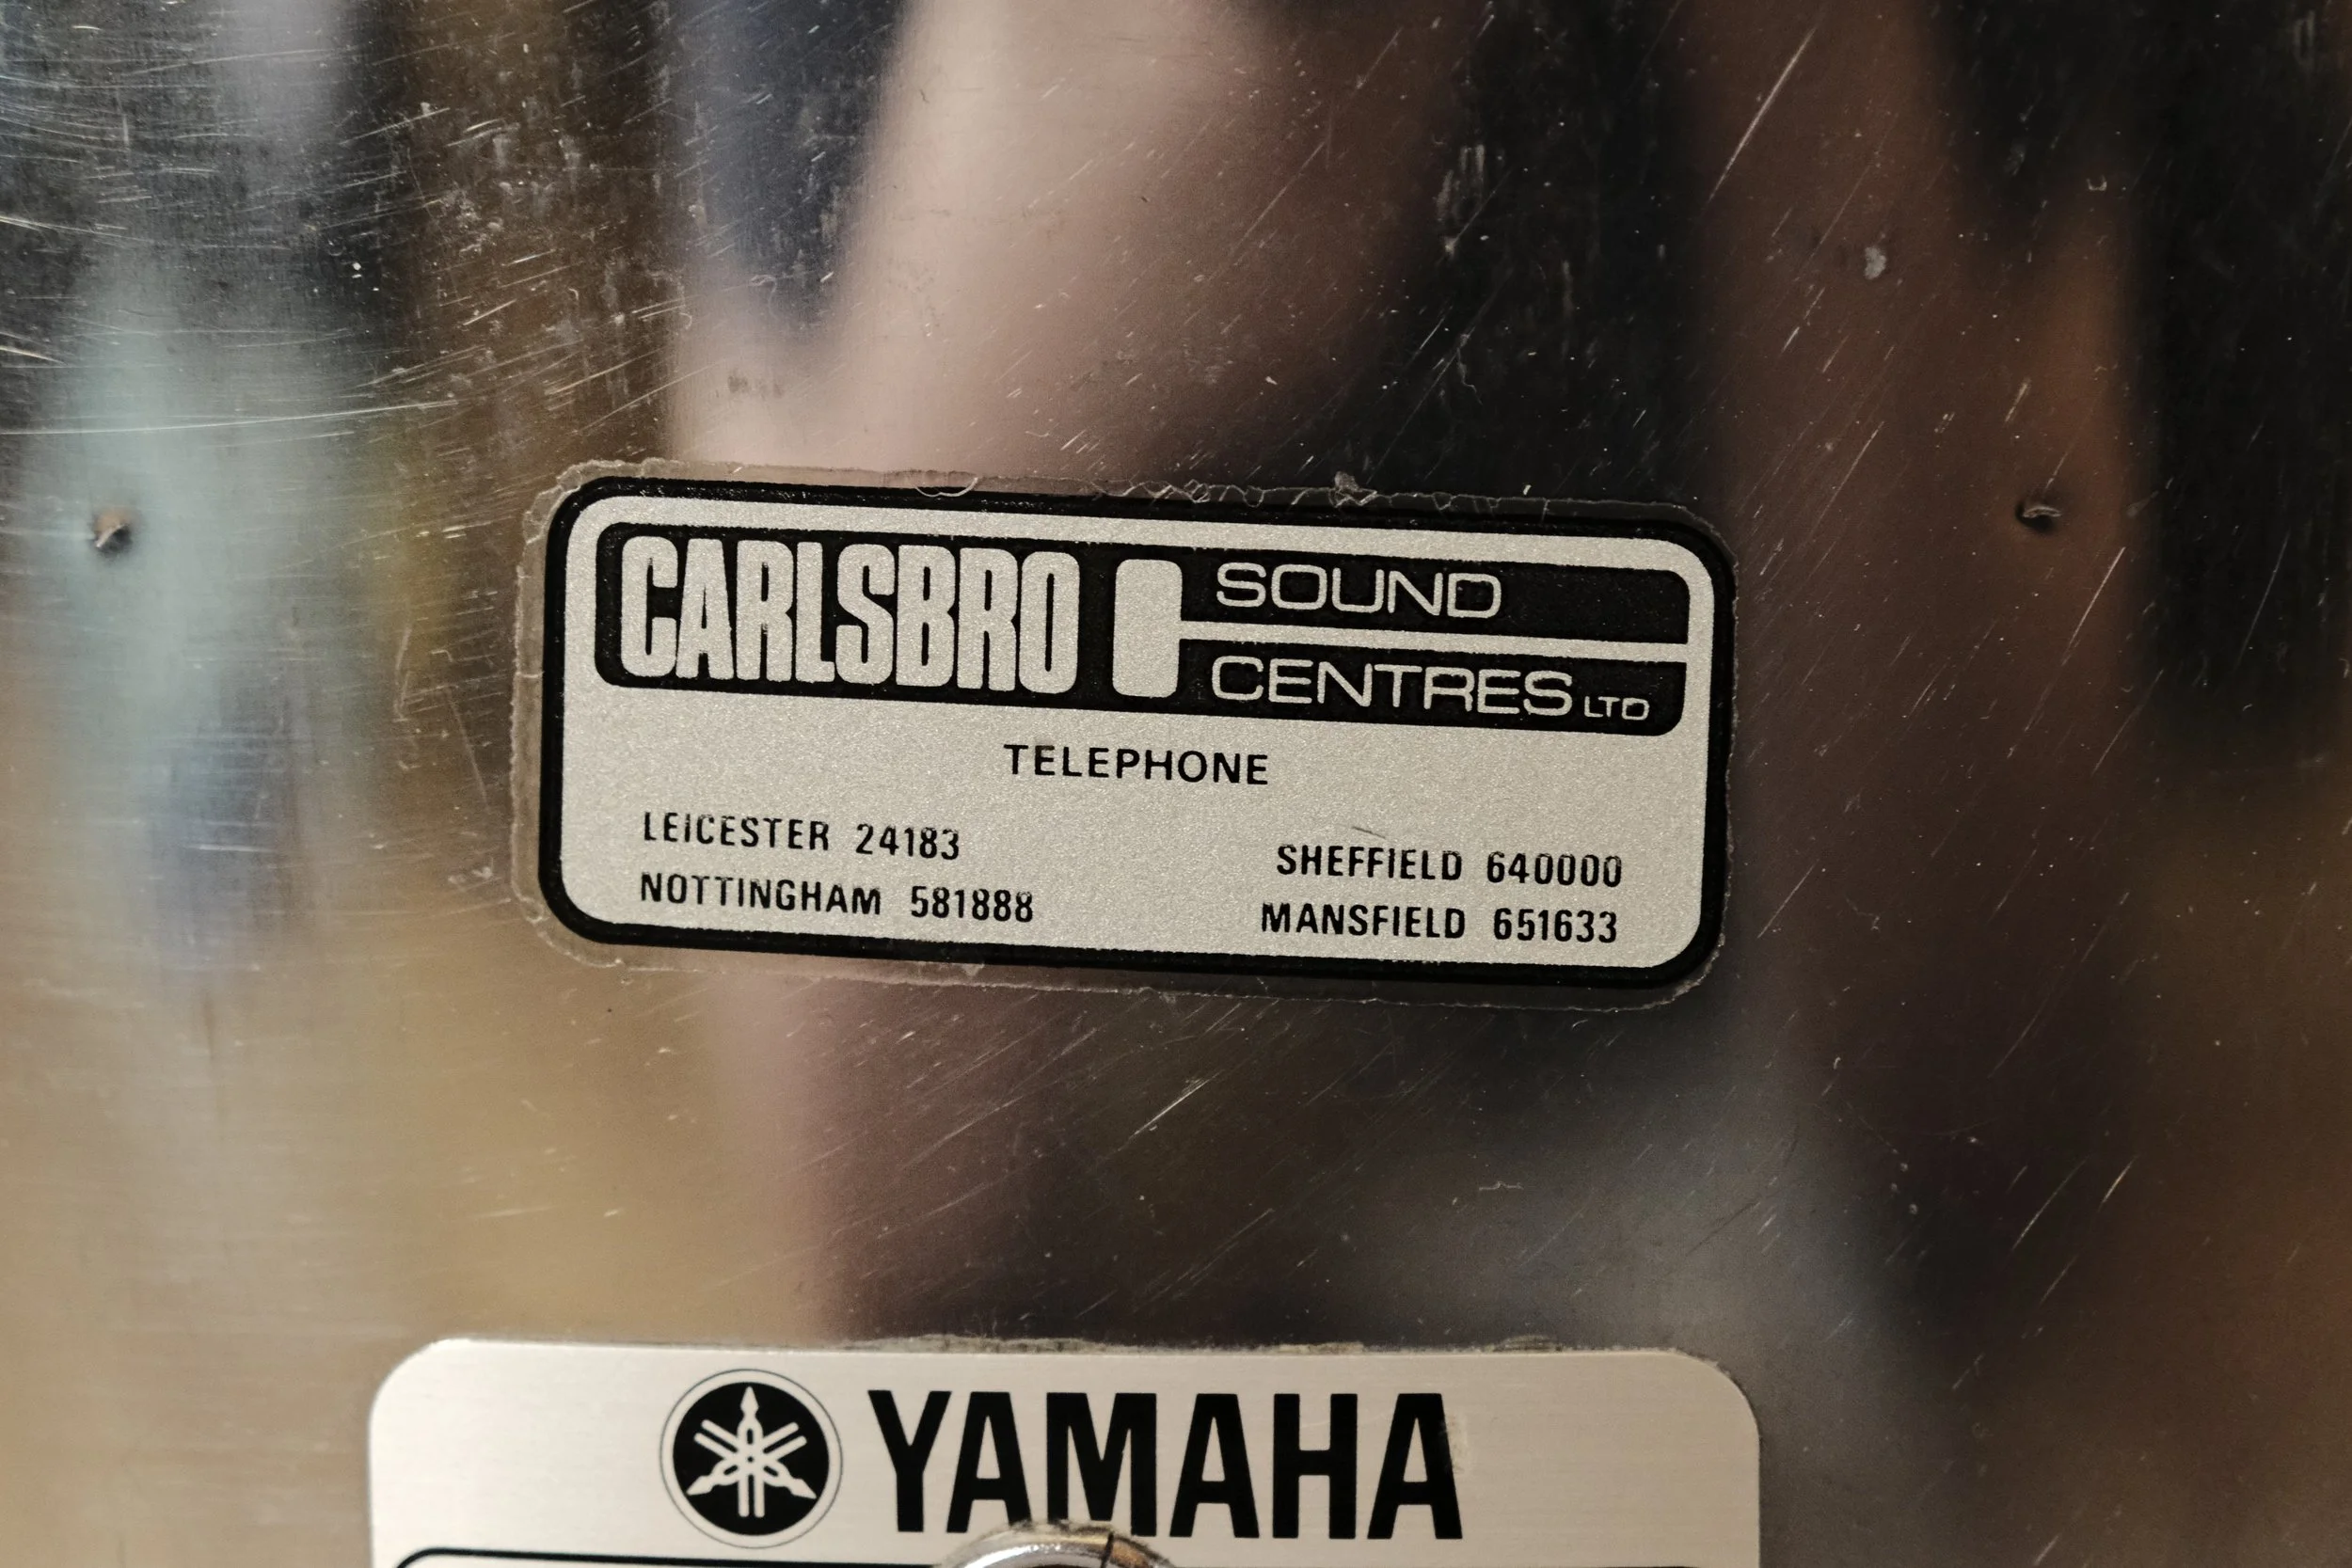 CARLSBRO SOUND
CENTRES LTD
TELEPHONE
LEICESTER 24183
NOTTINGHAM 581888
SHEFFIELD 640000
MANSFIELD 651633
YAMAHA